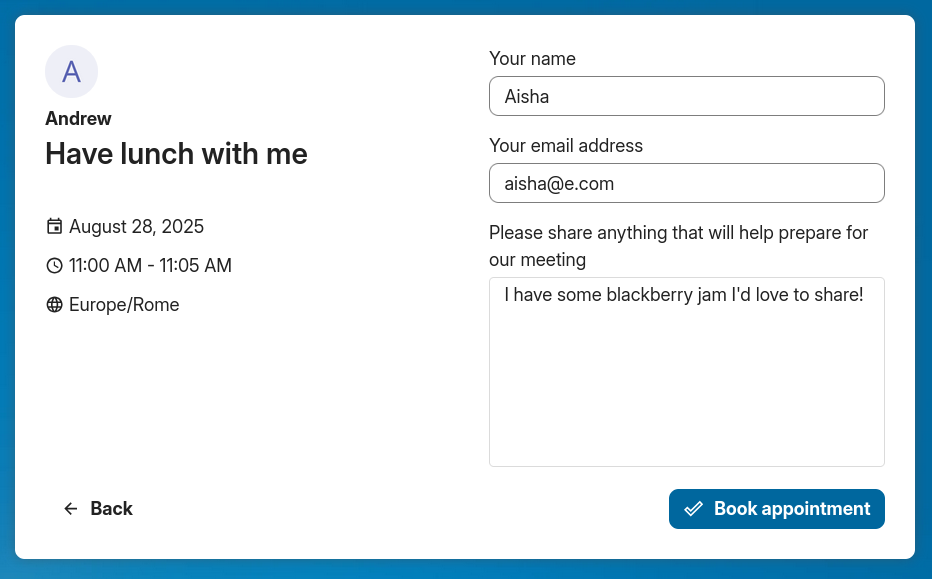 A
Andrew
Have lunch with me
August 28, 2025
11:00 AM - 11:05 AM
Europe/Rome
Your name
Aisha
Your email address
aisha@e.com
Please share anything that will help prepare for
our meeting
I have some blackberry jam I'd love to share!
Back
Book appointment